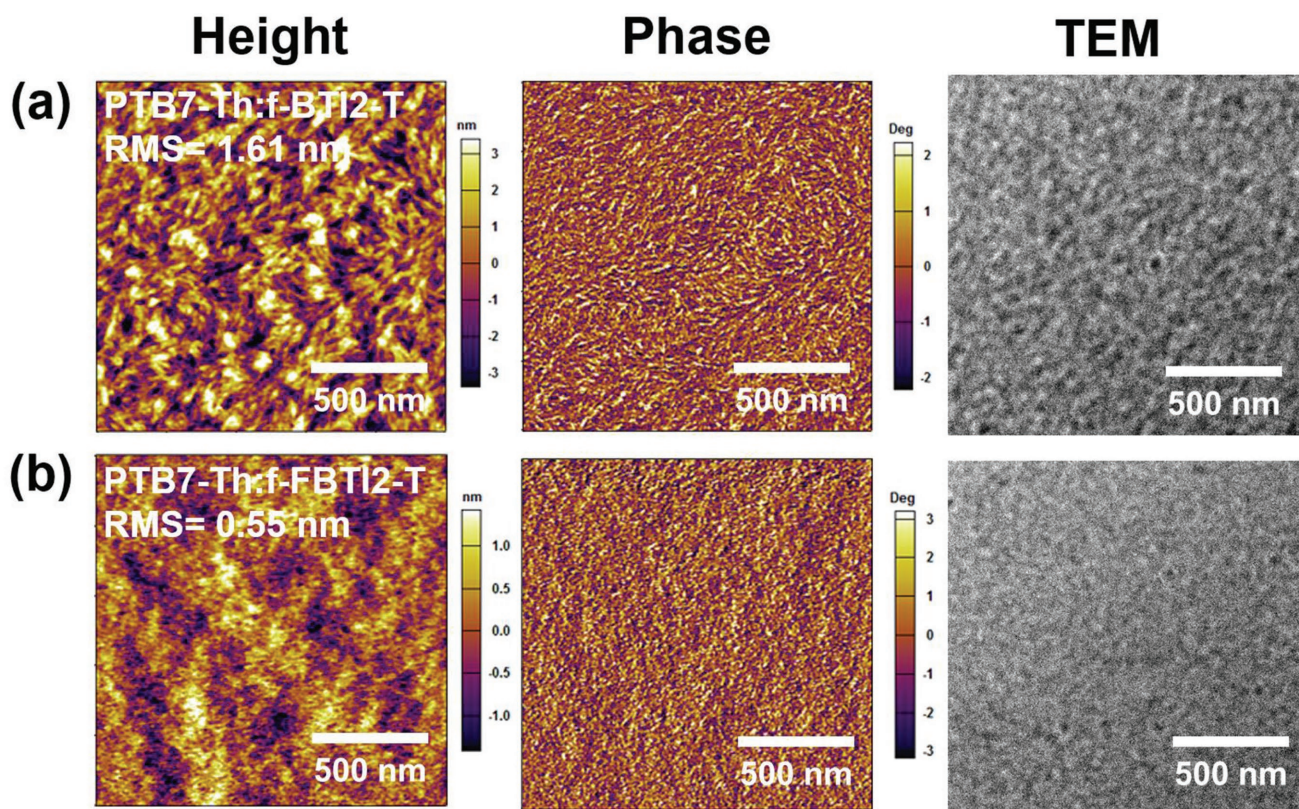 Height Phase TEM
(a)
PTB7-Th:f-BTI2-T
RMS= 1.61 nm
nm
3
2
1
0
-1
-2
-3
500 nm
Deg
2
1
0
-1
-2
500 nm
500 nm
(b)
PTB7-Th:f-FBTI2-T
RMS= 0.55 nm
nm
1.0
0.5
0.0
-0.5
-1.0
500 nm
Deg
3
2
1
0
-1
-2
-3
500 nm
500 nm